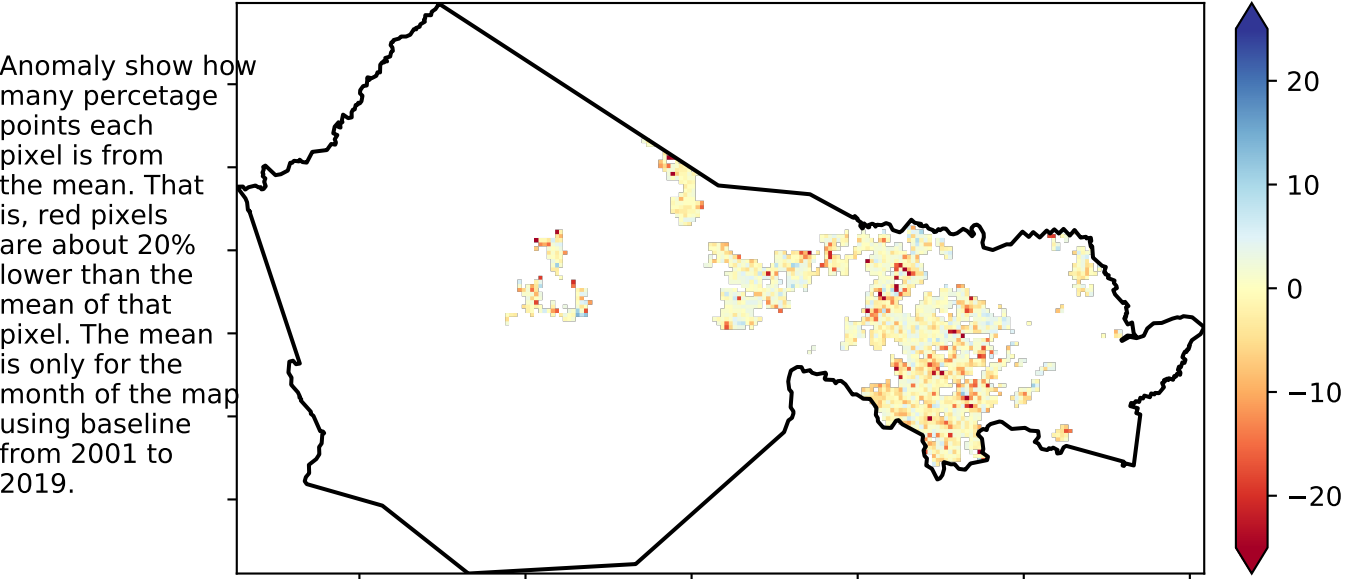 Anomaly show how
many percetage
points each
pixel is from
the mean. That
is, red pixels
are about 20%
lower than the
mean of that
pixel. The mean
is only for the
month of the map
using baseline
from 2001 to
2019.
20
10
0
−10
−20